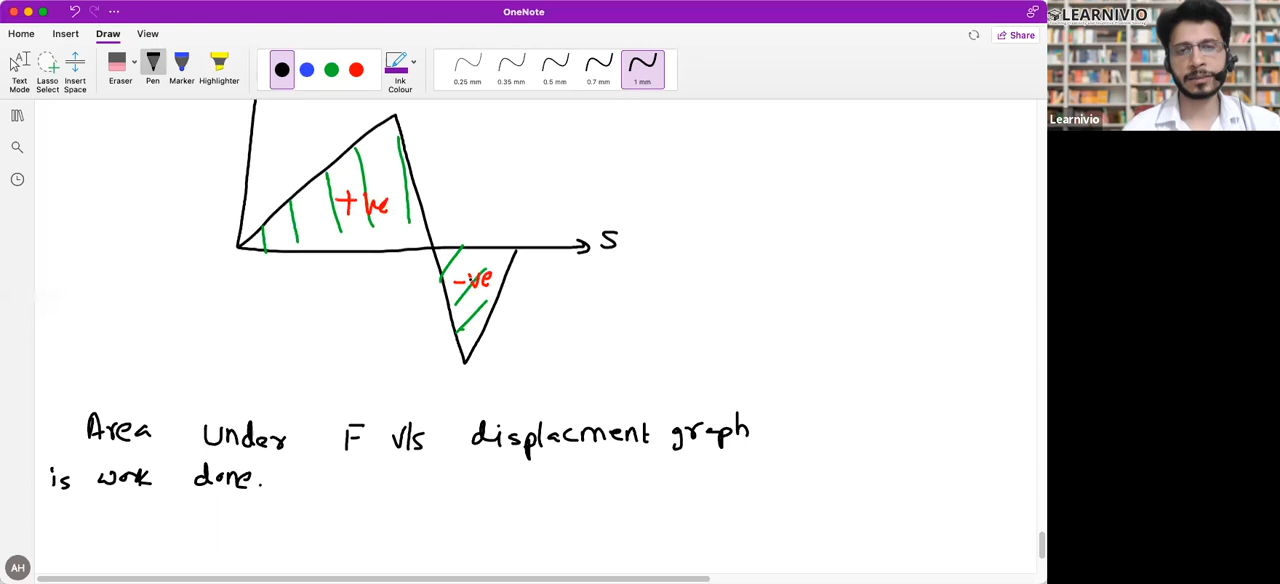 OneNote
LEARNIVIO
Home Insert Draw View
Share
Text Mode
Lasso Select
Insert Space
Eraser
Pen
Marker
Highlighter
Ink Colour
0.25 mm
0.35 mm
0.5 mm
0.7 mm
1 mm
Learnivio
+ve
S
-ve
Area Under F v/s displacment graph
is work done.
AH